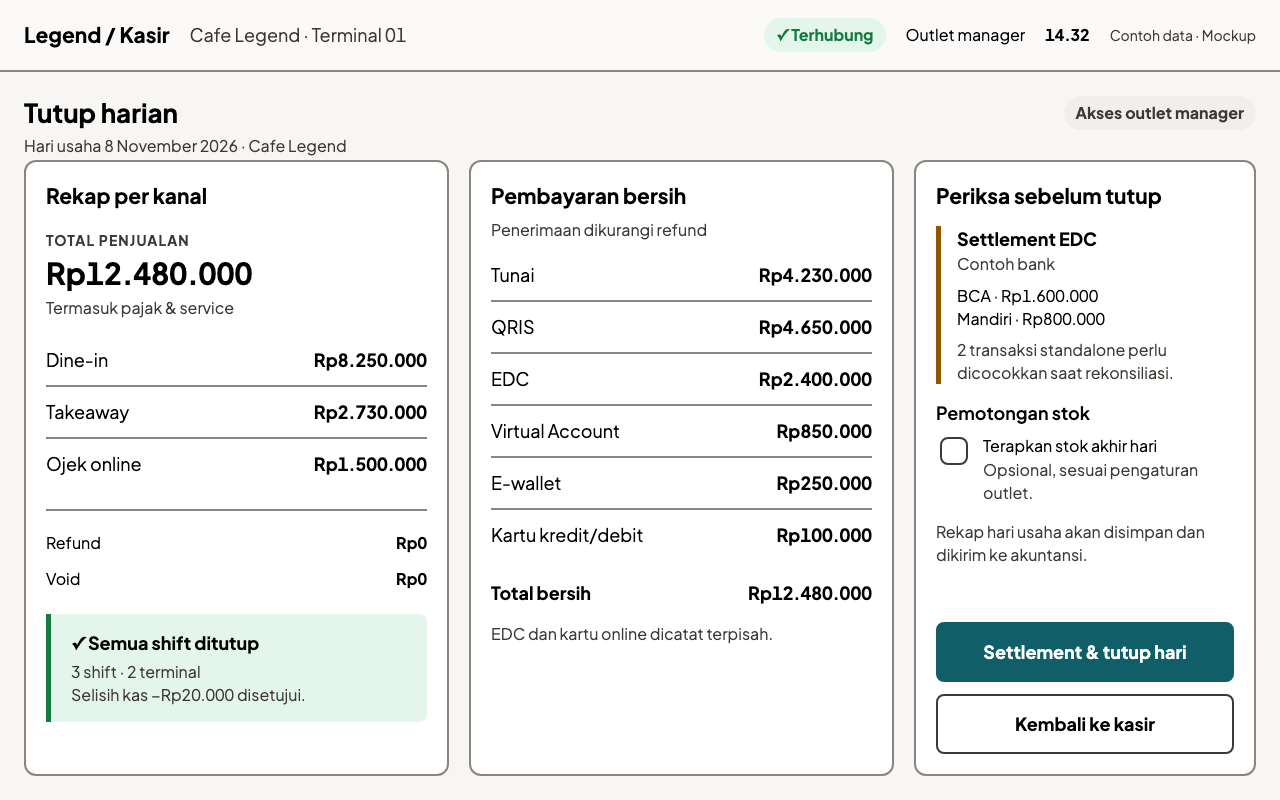 Legend / Kasir
Cafe Legend · Terminal 01
✓Terhubung
Outlet manager
14.32
Contoh data · Mockup
Tutup harian
Hari usaha 8 November 2026 · Cafe Legend
Akses outlet manager
Rekap per kanal
TOTAL PENJUALAN
Rp12.480.000
Termasuk pajak & service
Dine-in Rp8.250.000
Takeaway Rp2.730.000
Ojek online Rp1.500.000
Refund Rp0
Void Rp0
✓Semua shift ditutup
3 shift · 2 terminal
Selisih kas −Rp20.000 disetujui.
Pembayaran bersih
Penerimaan dikurangi refund
Tunai Rp4.230.000
QRIS Rp4.650.000
EDC Rp2.400.000
Virtual Account Rp850.000
E-wallet Rp250.000
Kartu kredit/debit Rp100.000
Total bersih Rp12.480.000
EDC dan kartu online dicatat terpisah.
Periksa sebelum tutup
Settlement EDC
Contoh bank
BCA · Rp1.600.000
Mandiri · Rp800.000
2 transaksi standalone perlu
dicocokkan saat rekonsiliasi.
Pemotongan stok
Terapkan stok akhir hari
Opsional, sesuai pengaturan
outlet.
Rekap hari usaha akan disimpan dan
dikirim ke akuntansi.
Settlement & tutup hari
Kembali ke kasir